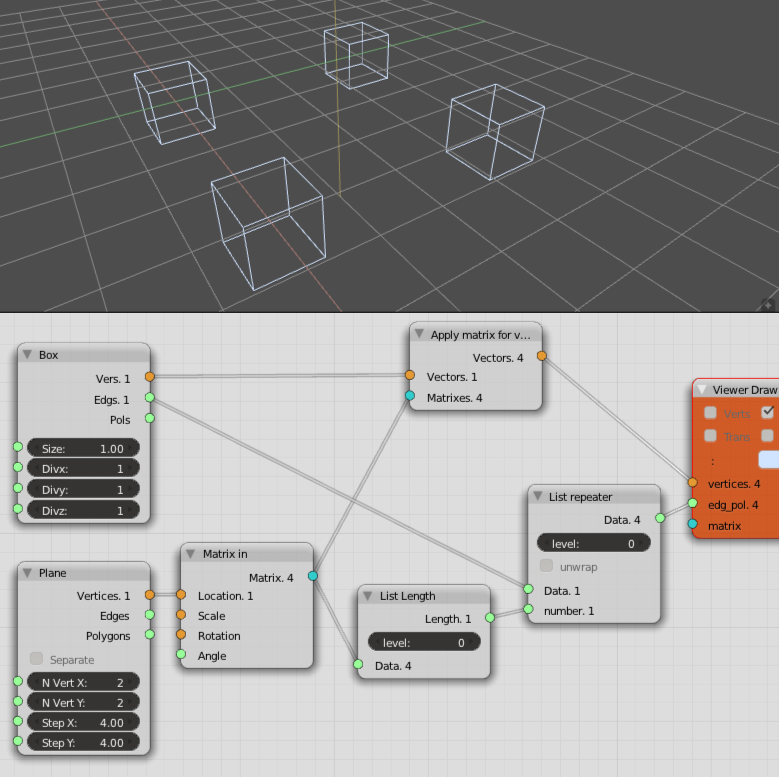 Box
Vers. 1
Edgs. 1
Pols
Size: 1.00
Divx: 1
Divy: 1
Divz: 1
Plane
Vertices. 1
Edges
Polygons
Separate
N Vert X: 2
N Vert Y: 2
Step X: 4.00
Step Y: 4.00
Matrix in
Matrix. 4
Location. 1
Scale
Rotation
Angle
Apply matrix for v...
Vectors. 4
Vectors. 1
Matrixes. 4
List Length
Length. 1
level: 0
Data. 4
List repeater
Data. 4
level: 0
unwrap
Data. 1
number. 1
Viewer Draw
Verts
Trans
:
vertices. 4
edg_pol. 4
matrix